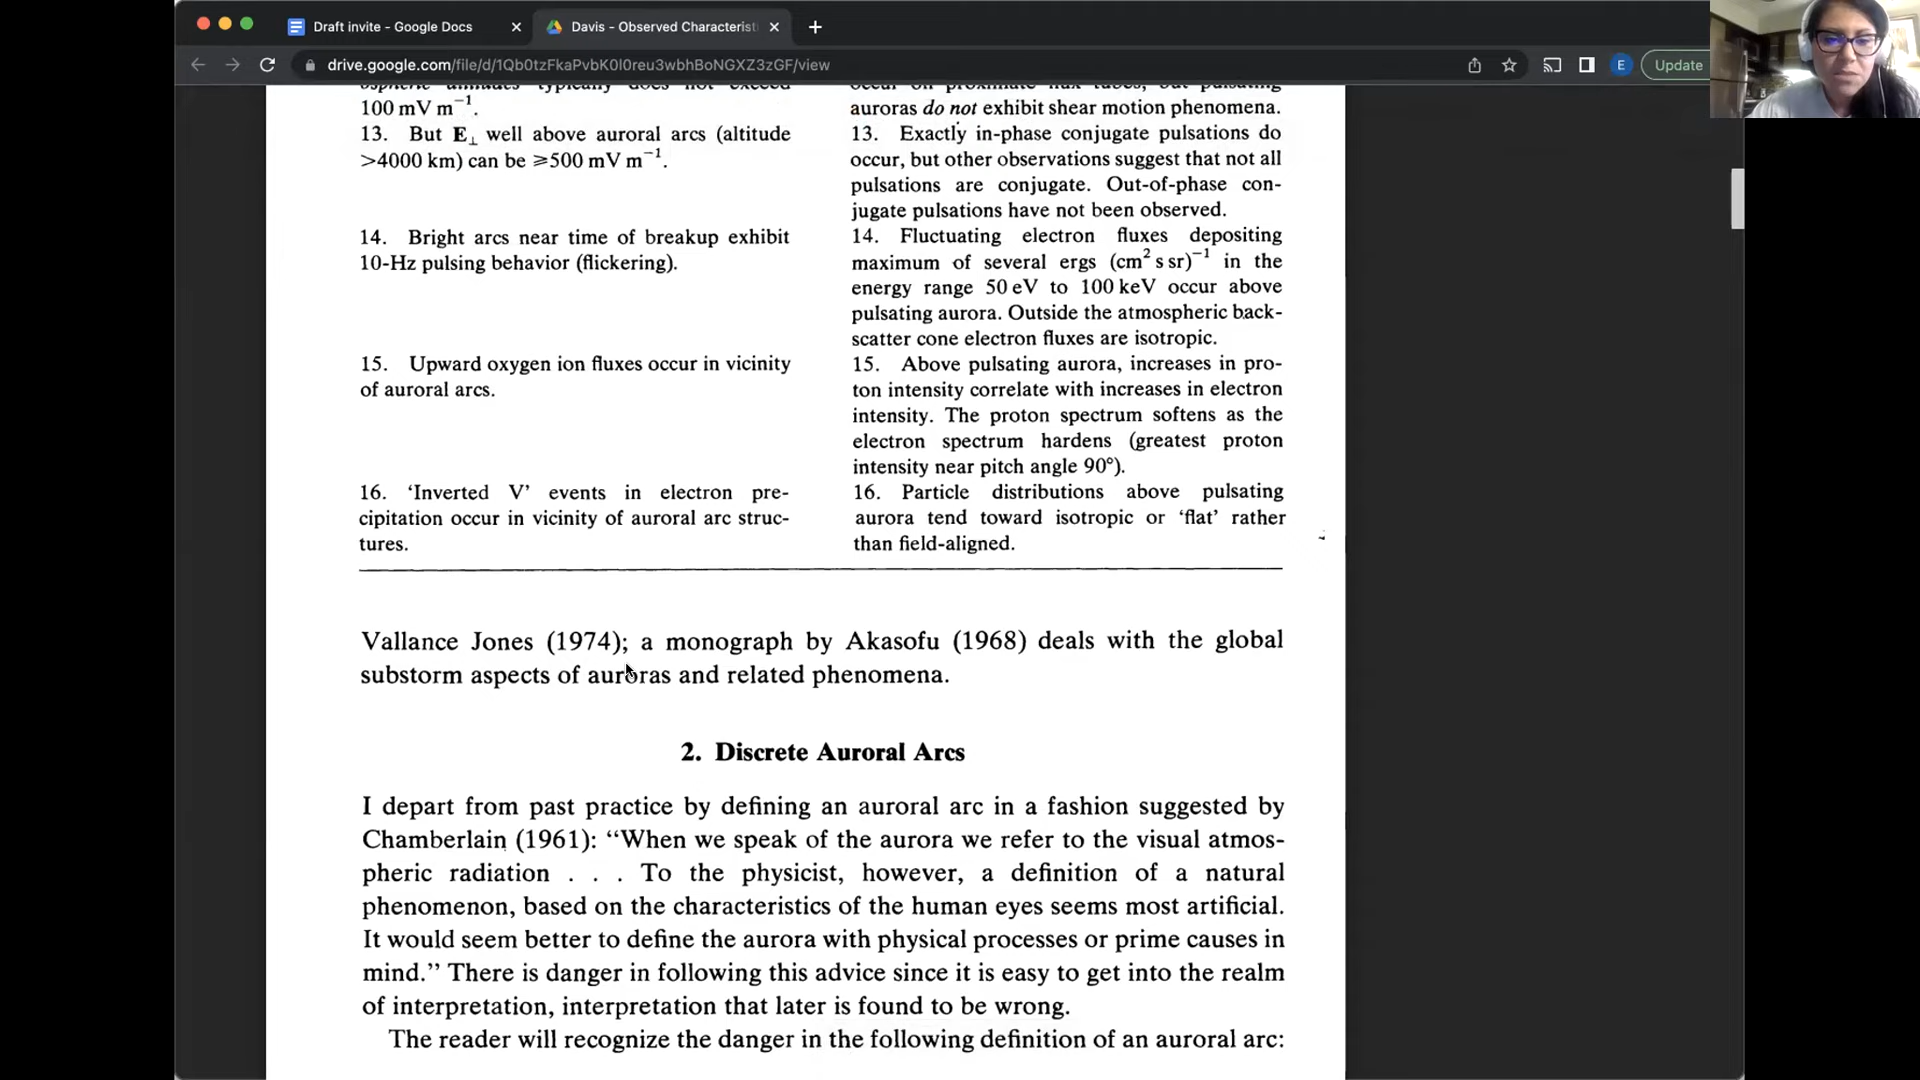 Draft invite - Google Docs
Davis - Observed Characterist
drive.google.com/file/d/1Qb0tzFkaPvbK0I0reu3wbhBoNGXZ3zGF/view
E
Update
100 mV m⁻¹.
13. But E⊥ well above auroral arcs (altitude
>4000 km) can be ⩾500 mV m⁻¹.
14. Bright arcs near time of breakup exhibit
10-Hz pulsing behavior (flickering).
15. Upward oxygen ion fluxes occur in vicinity
of auroral arcs.
16. ‘Inverted V’ events in electron pre-
cipitation occur in vicinity of auroral arc struc-
tures.
auroras do not exhibit shear motion phenomena.
13. Exactly in-phase conjugate pulsations do
occur, but other observations suggest that not all
pulsations are conjugate. Out-of-phase con-
jugate pulsations have not been observed.
14. Fluctuating electron fluxes depositing
maximum of several ergs (cm² s sr)⁻¹ in the
energy range 50 eV to 100 keV occur above
pulsating aurora. Outside the atmospheric back-
scatter cone electron fluxes are isotropic.
15. Above pulsating aurora, increases in pro-
ton intensity correlate with increases in electron
intensity. The proton spectrum softens as the
electron spectrum hardens (greatest proton
intensity near pitch angle 90°).
16. Particle distributions above pulsating
aurora tend toward isotropic or ‘flat’ rather
than field-aligned.
Vallance Jones (1974); a monograph by Akasofu (1968) deals with the global
substorm aspects of auroras and related phenomena.
2. Discrete Auroral Arcs
I depart from past practice by defining an auroral arc in a fashion suggested by
Chamberlain (1961): “When we speak of the aurora we refer to the visual atmos-
pheric radiation . . . To the physicist, however, a definition of a natural
phenomenon, based on the characteristics of the human eyes seems most artificial.
It would seem better to define the aurora with physical processes or prime causes in
mind.” There is danger in following this advice since it is easy to get into the realm
of interpretation, interpretation that later is found to be wrong.
The reader will recognize the danger in the following definition of an auroral arc: